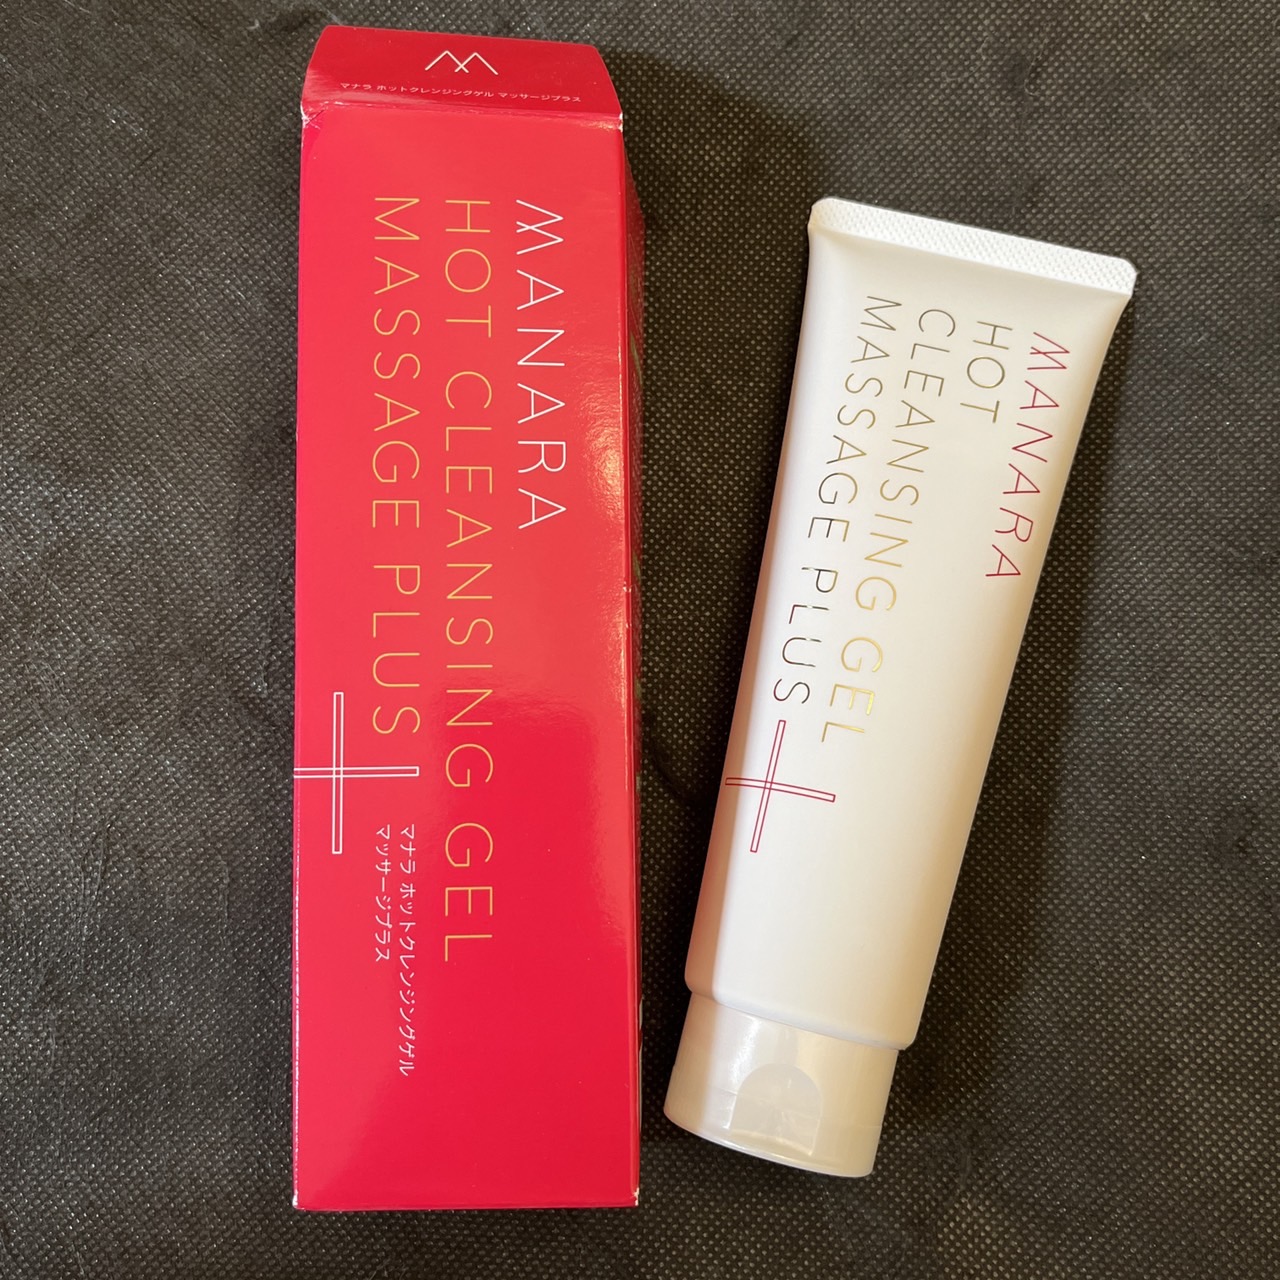 マナラ ホットクレンジングゲル マッサージプラス
MANARA
HOT CLEANSING GEL
MASSAGE PLUS
マナラ ホットクレンジングゲル
マッサージプラス
MANARA
HOT
CLEANSING GEL
MASSAGE PLUS